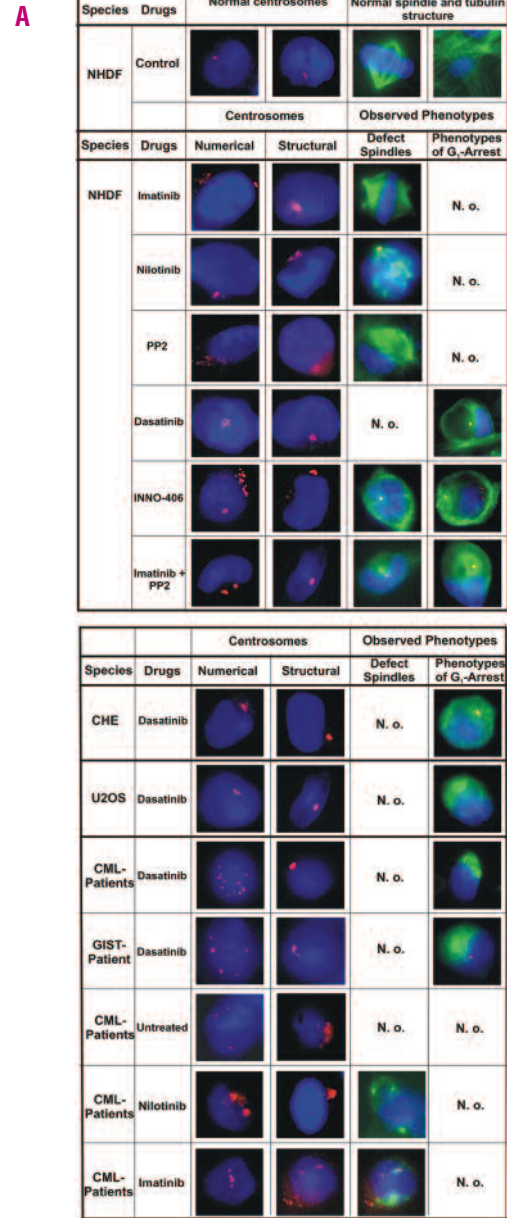 A
Species Drugs Normal centrosomes Normal spindle and tubulin structure
NHDF Control
Centrosomes Observed Phenotypes
Species Drugs Numerical Structural Defect Spindles Phenotypes of G₁-Arrest
NHDF Imatinib N. o.
Nilotinib N. o.
PP2 N. o.
Dasatinib N. o.
INNO-406
Imatinib + PP2
Centrosomes Observed Phenotypes
Species Drugs Numerical Structural Defect Spindles Phenotypes of G₁-Arrest
CHE Dasatinib N. o.
U2OS Dasatinib N. o.
CML-Patients Dasatinib N. o.
GIST-Patient Dasatinib N. o.
CML-Patients Untreated N. o. N. o.
CML-Patients Nilotinib N. o.
CML-Patients Imatinib N. o.